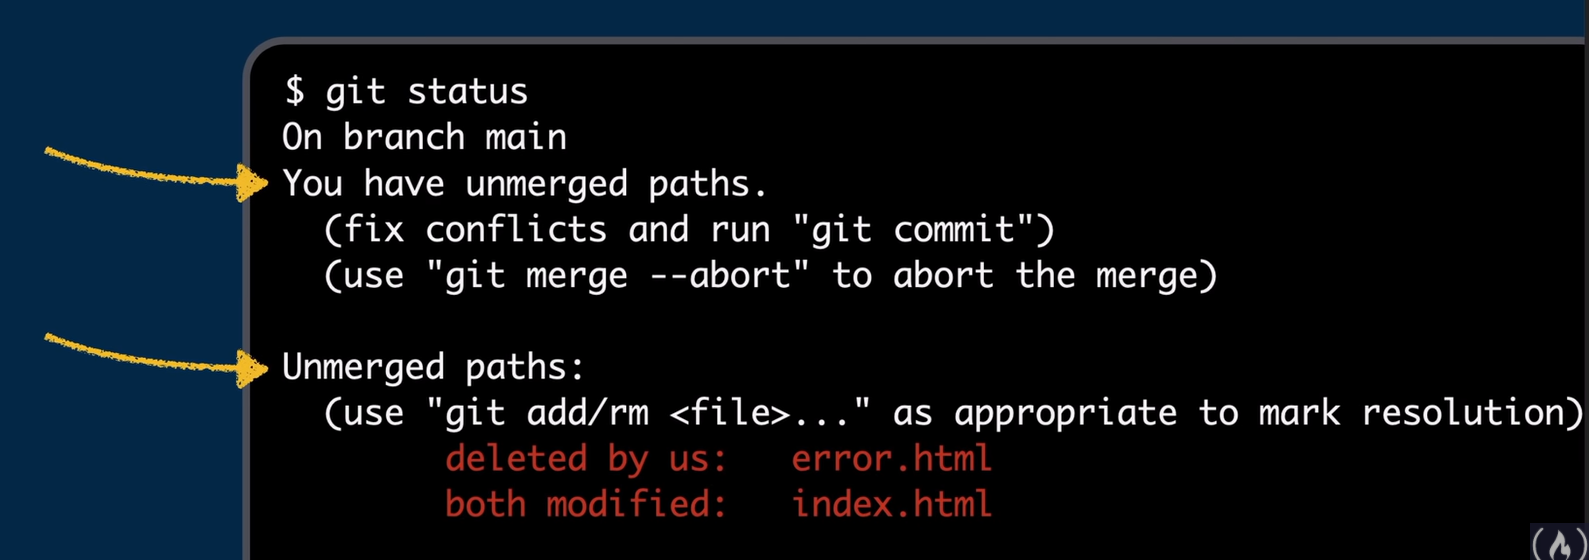 $ git status
On branch main
You have unmerged paths.
(fix conflicts and run "git commit")
(use "git merge --abort" to abort the merge)
Unmerged paths:
(use "git add/rm <file>..." as appropriate to mark resolution)
deleted by us: error.html
both modified: index.html